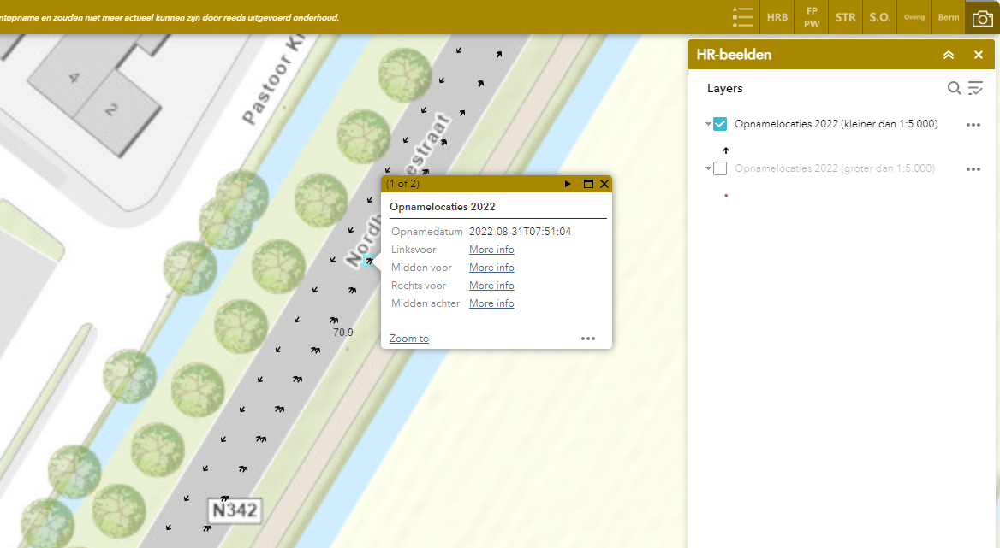 ntopname en zouden niet meer actueel kunnen zijn door reeds uitgevoerd onderhoud.
HRB
FP
PW
STR
S.O.
Overig
Berm
HR-beelden
Layers
Opnamelocaties 2022 (kleiner dan 1:5.000)
Opnamelocaties 2022 (groter dan 1:5.000)
4
2
Pastoor K
estraat
Nordh
(1 of 2)
Opnamelocaties 2022
Opnamedatum 2022-08-31T07:51:04
Linksvoor More info
Midden voor More info
Rechts voor More info
Midden achter More info
Zoom to
70.9
N342